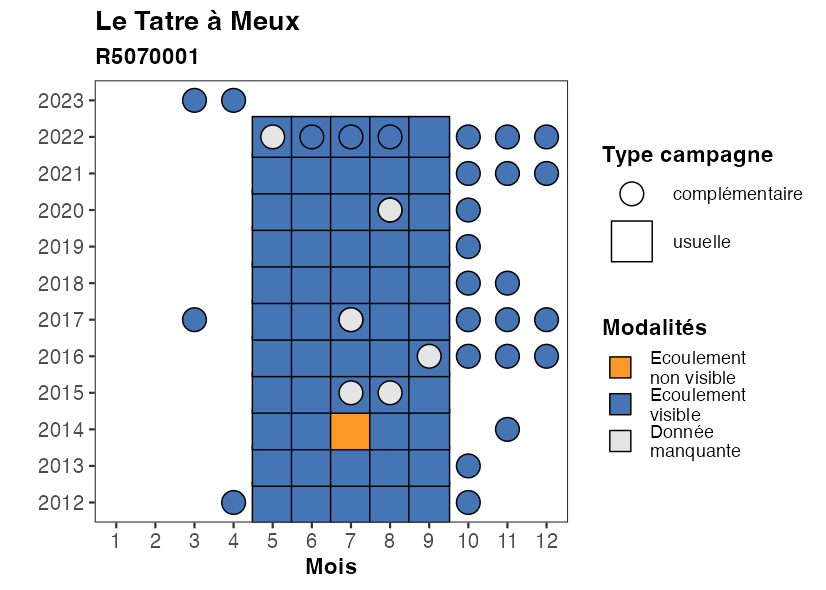 Le Tatre à Meux
R5070001
2023
2022
2021
2020
2019
2018
2017
2016
2015
2014
2013
2012
1 2 3 4 5 6 7 8 9 10 11 12
Mois
Type campagne
complémentaire
usuelle
Modalités
Ecoulement
non visible
Ecoulement
visible
Donnée
manquante